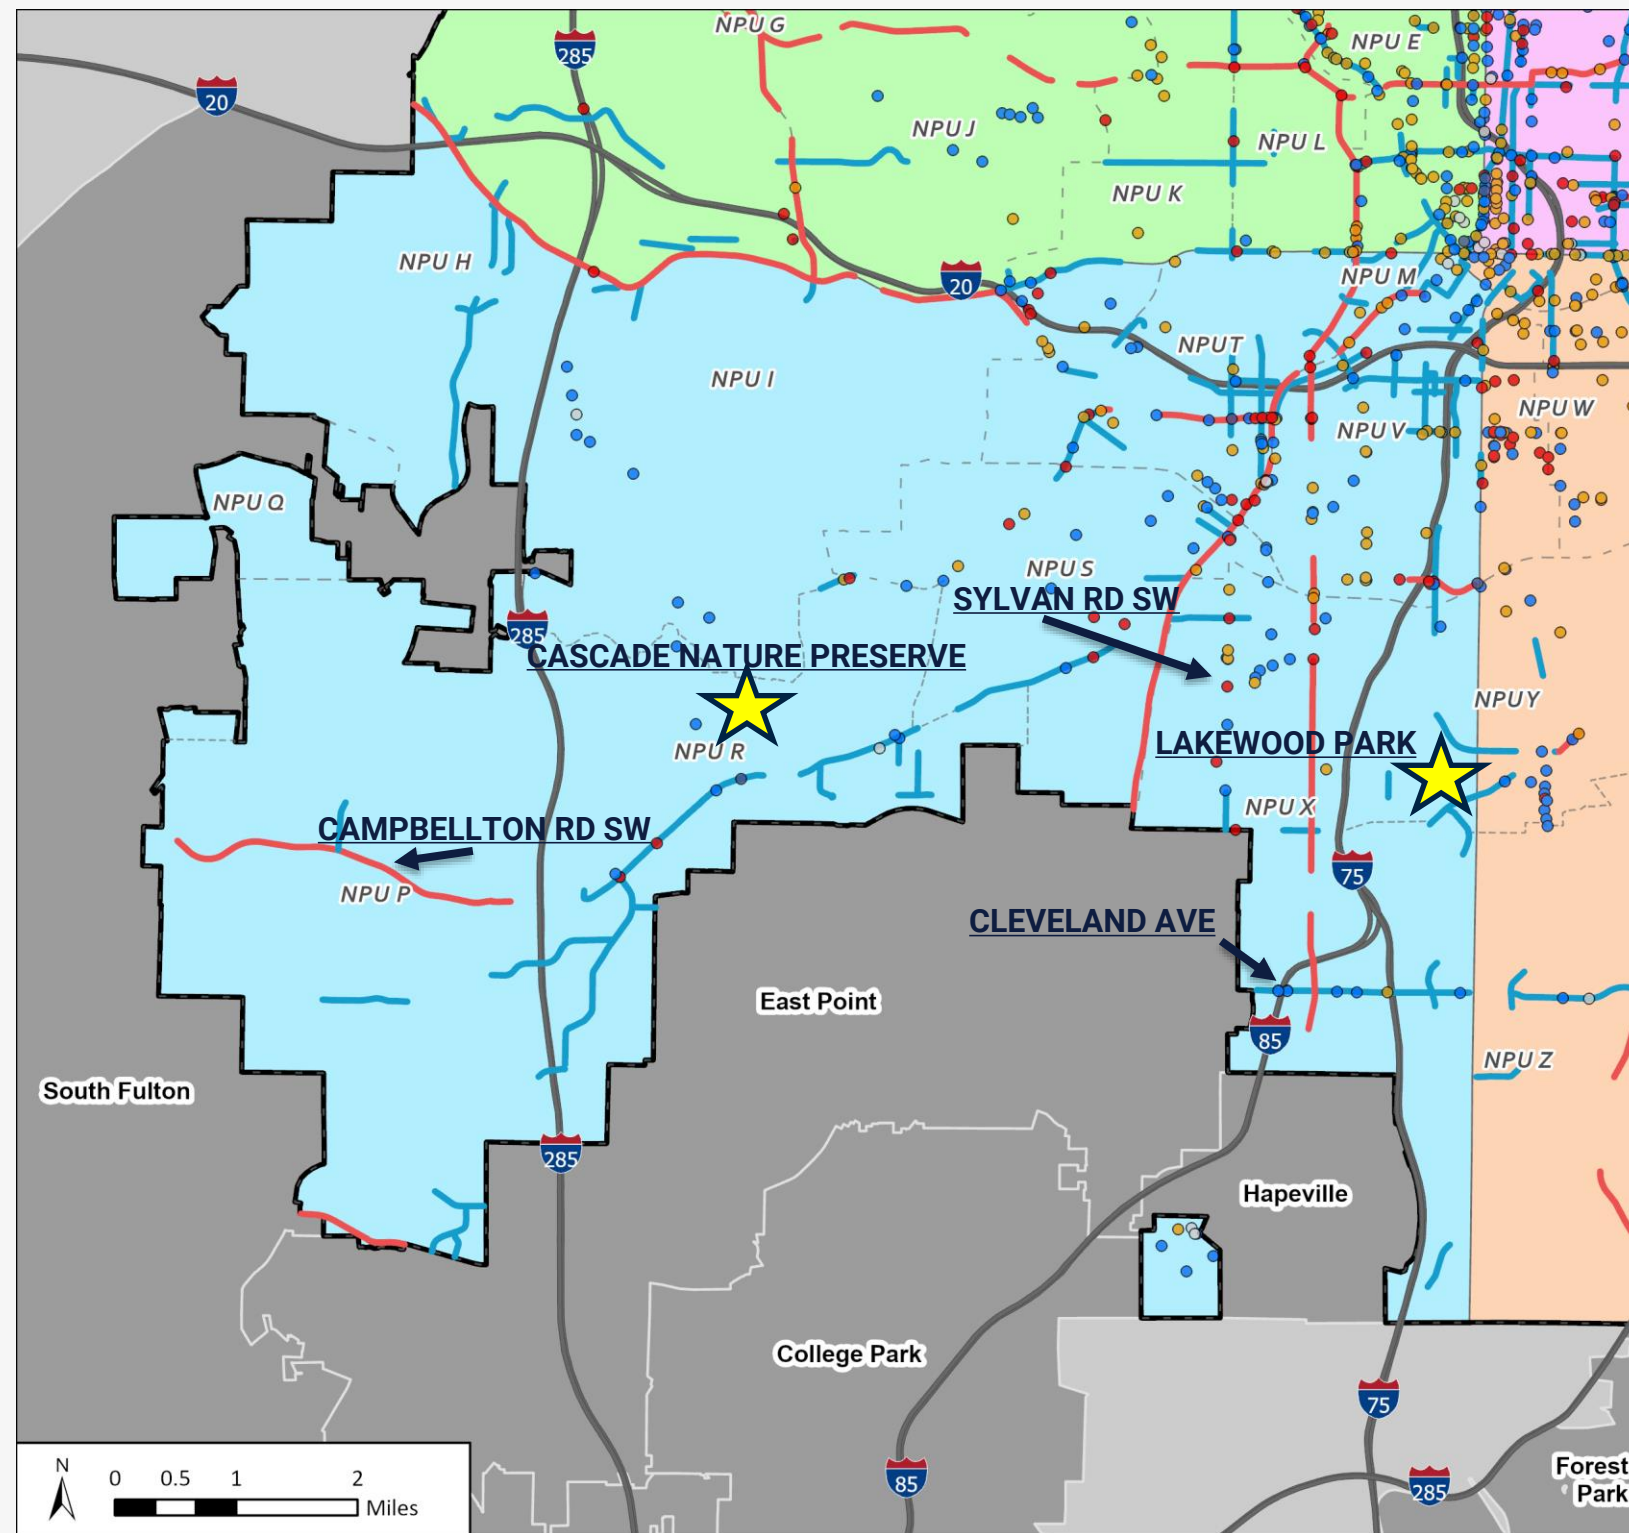 NPU G
285
NPU E
20
NPU J
NPU L
NPU K
NPU H
NPU M
20
NPU T
NPU I
NPU W
NPU V
NPU Q
NPU S
SYLVAN RD SW
285
CASCADE NATURE PRESERVE
NPU Y
NPU R
LAKEWOOD PARK
NPU X
CAMPBELLTON RD SW
75
NPU P
CLEVELAND AVE
East Point
85
NPU Z
South Fulton
285
Hapeville
College Park
75
Forest
Park
85
285
N
0 0.5 1 2
Miles